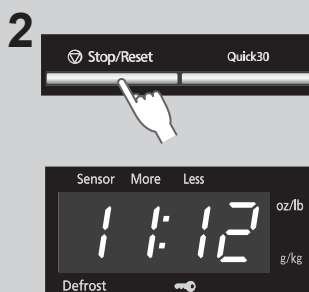 2
Stop/Reset Quick30
Sensor More Less
11:12 oz/lb
g/kg
Defrost